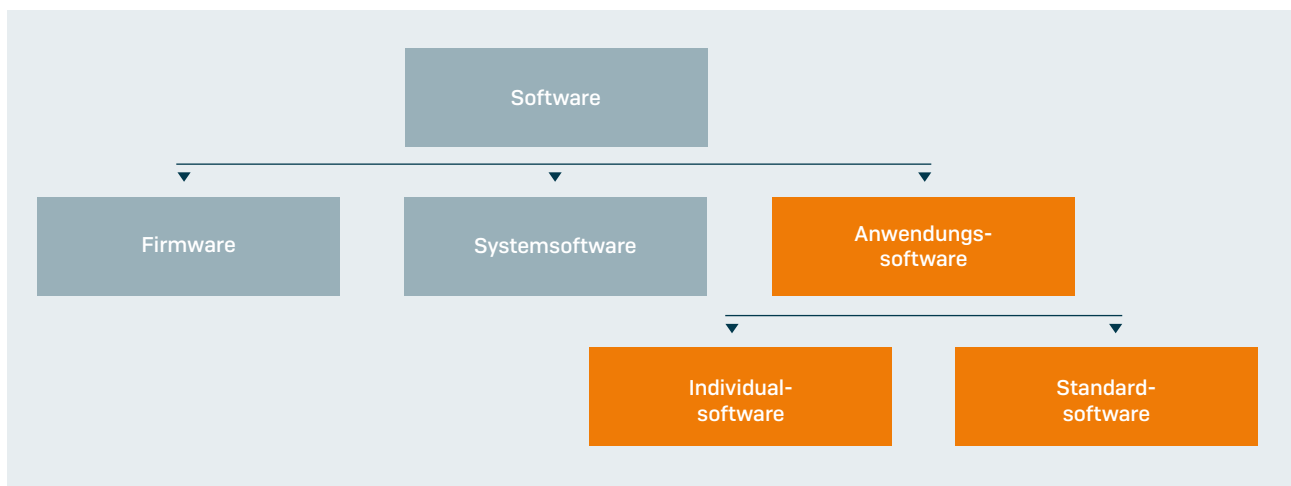 Software
Firmware
Systemsoftware
Anwendungs-
software
Individual-
software
Standard-
software